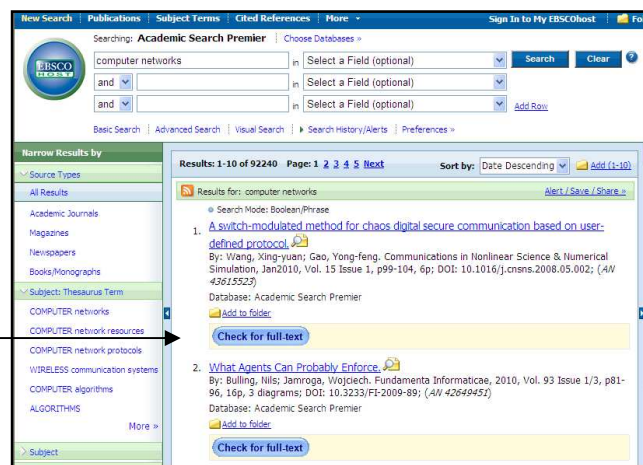 New Search Publications Subject Terms Cited References More Sign In to My EBSCOhost Fo
Searching: Academic Search Premier Choose Databases »
EBSCO HOST
computer networks in Select a Field (optional) Search Clear ?
and in Select a Field (optional)
and in Select a Field (optional) Add Row
Basic Search Advanced Search Visual Search Search History/Alerts Preferences »
Narrow Results by
Source Types
All Results
Academic Journals
Magazines
Newspapers
Books/Monographs
Subject: Thesaurus Term
COMPUTER networks
COMPUTER network resources
COMPUTER network protocols
WIRELESS communication systems
COMPUTER algorithms
ALGORITHMS
More »
Subject
Results: 1-10 of 92240 Page: 1 2 3 4 5 Next Sort by: Date Descending Add (1-10)
Results for: computer networks Alert / Save / Share »
Search Mode: Boolean/Phrase
1. A switch-modulated method for chaos digital secure communication based on user-
defined protocol.
By: Wang, Xing-yuan; Gao, Yong-feng. Communications in Nonlinear Science & Numerical
Simulation, Jan2010, Vol. 15 Issue 1, p99-104, 6p; DOI: 10.1016/j.cnsns.2008.05.002; (AN
43615523)
Database: Academic Search Premier
Add to folder
Check for full-text
2. What Agents Can Probably Enforce.
By: Bulling, Nils; Jamroga, Wojciech. Fundamenta Informaticae, 2010, Vol. 93 Issue 1/3, p81-
96, 16p, 3 diagrams; DOI: 10.3233/FI-2009-89; (AN 42649451)
Database: Academic Search Premier
Add to folder
Check for full-text